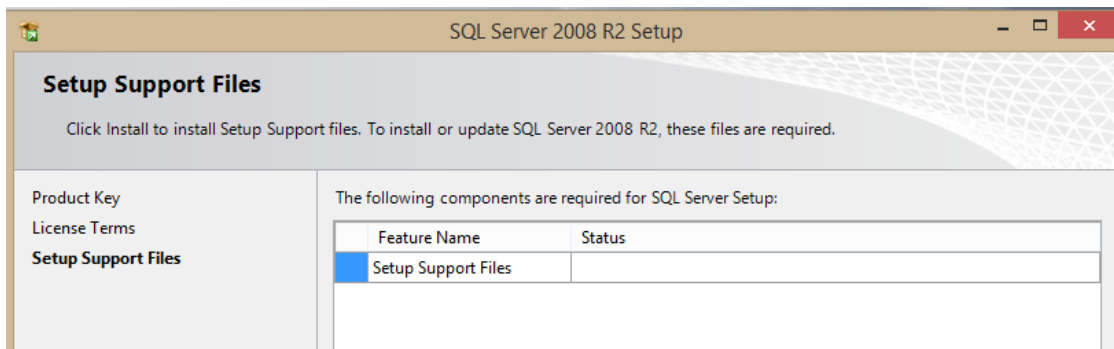 SQL Server 2008 R2 Setup
Setup Support Files
Click Install to install Setup Support files. To install or update SQL Server 2008 R2, these files are required.
Product Key
License Terms
Setup Support Files
The following components are required for SQL Server Setup:
Feature Name Status
Setup Support Files